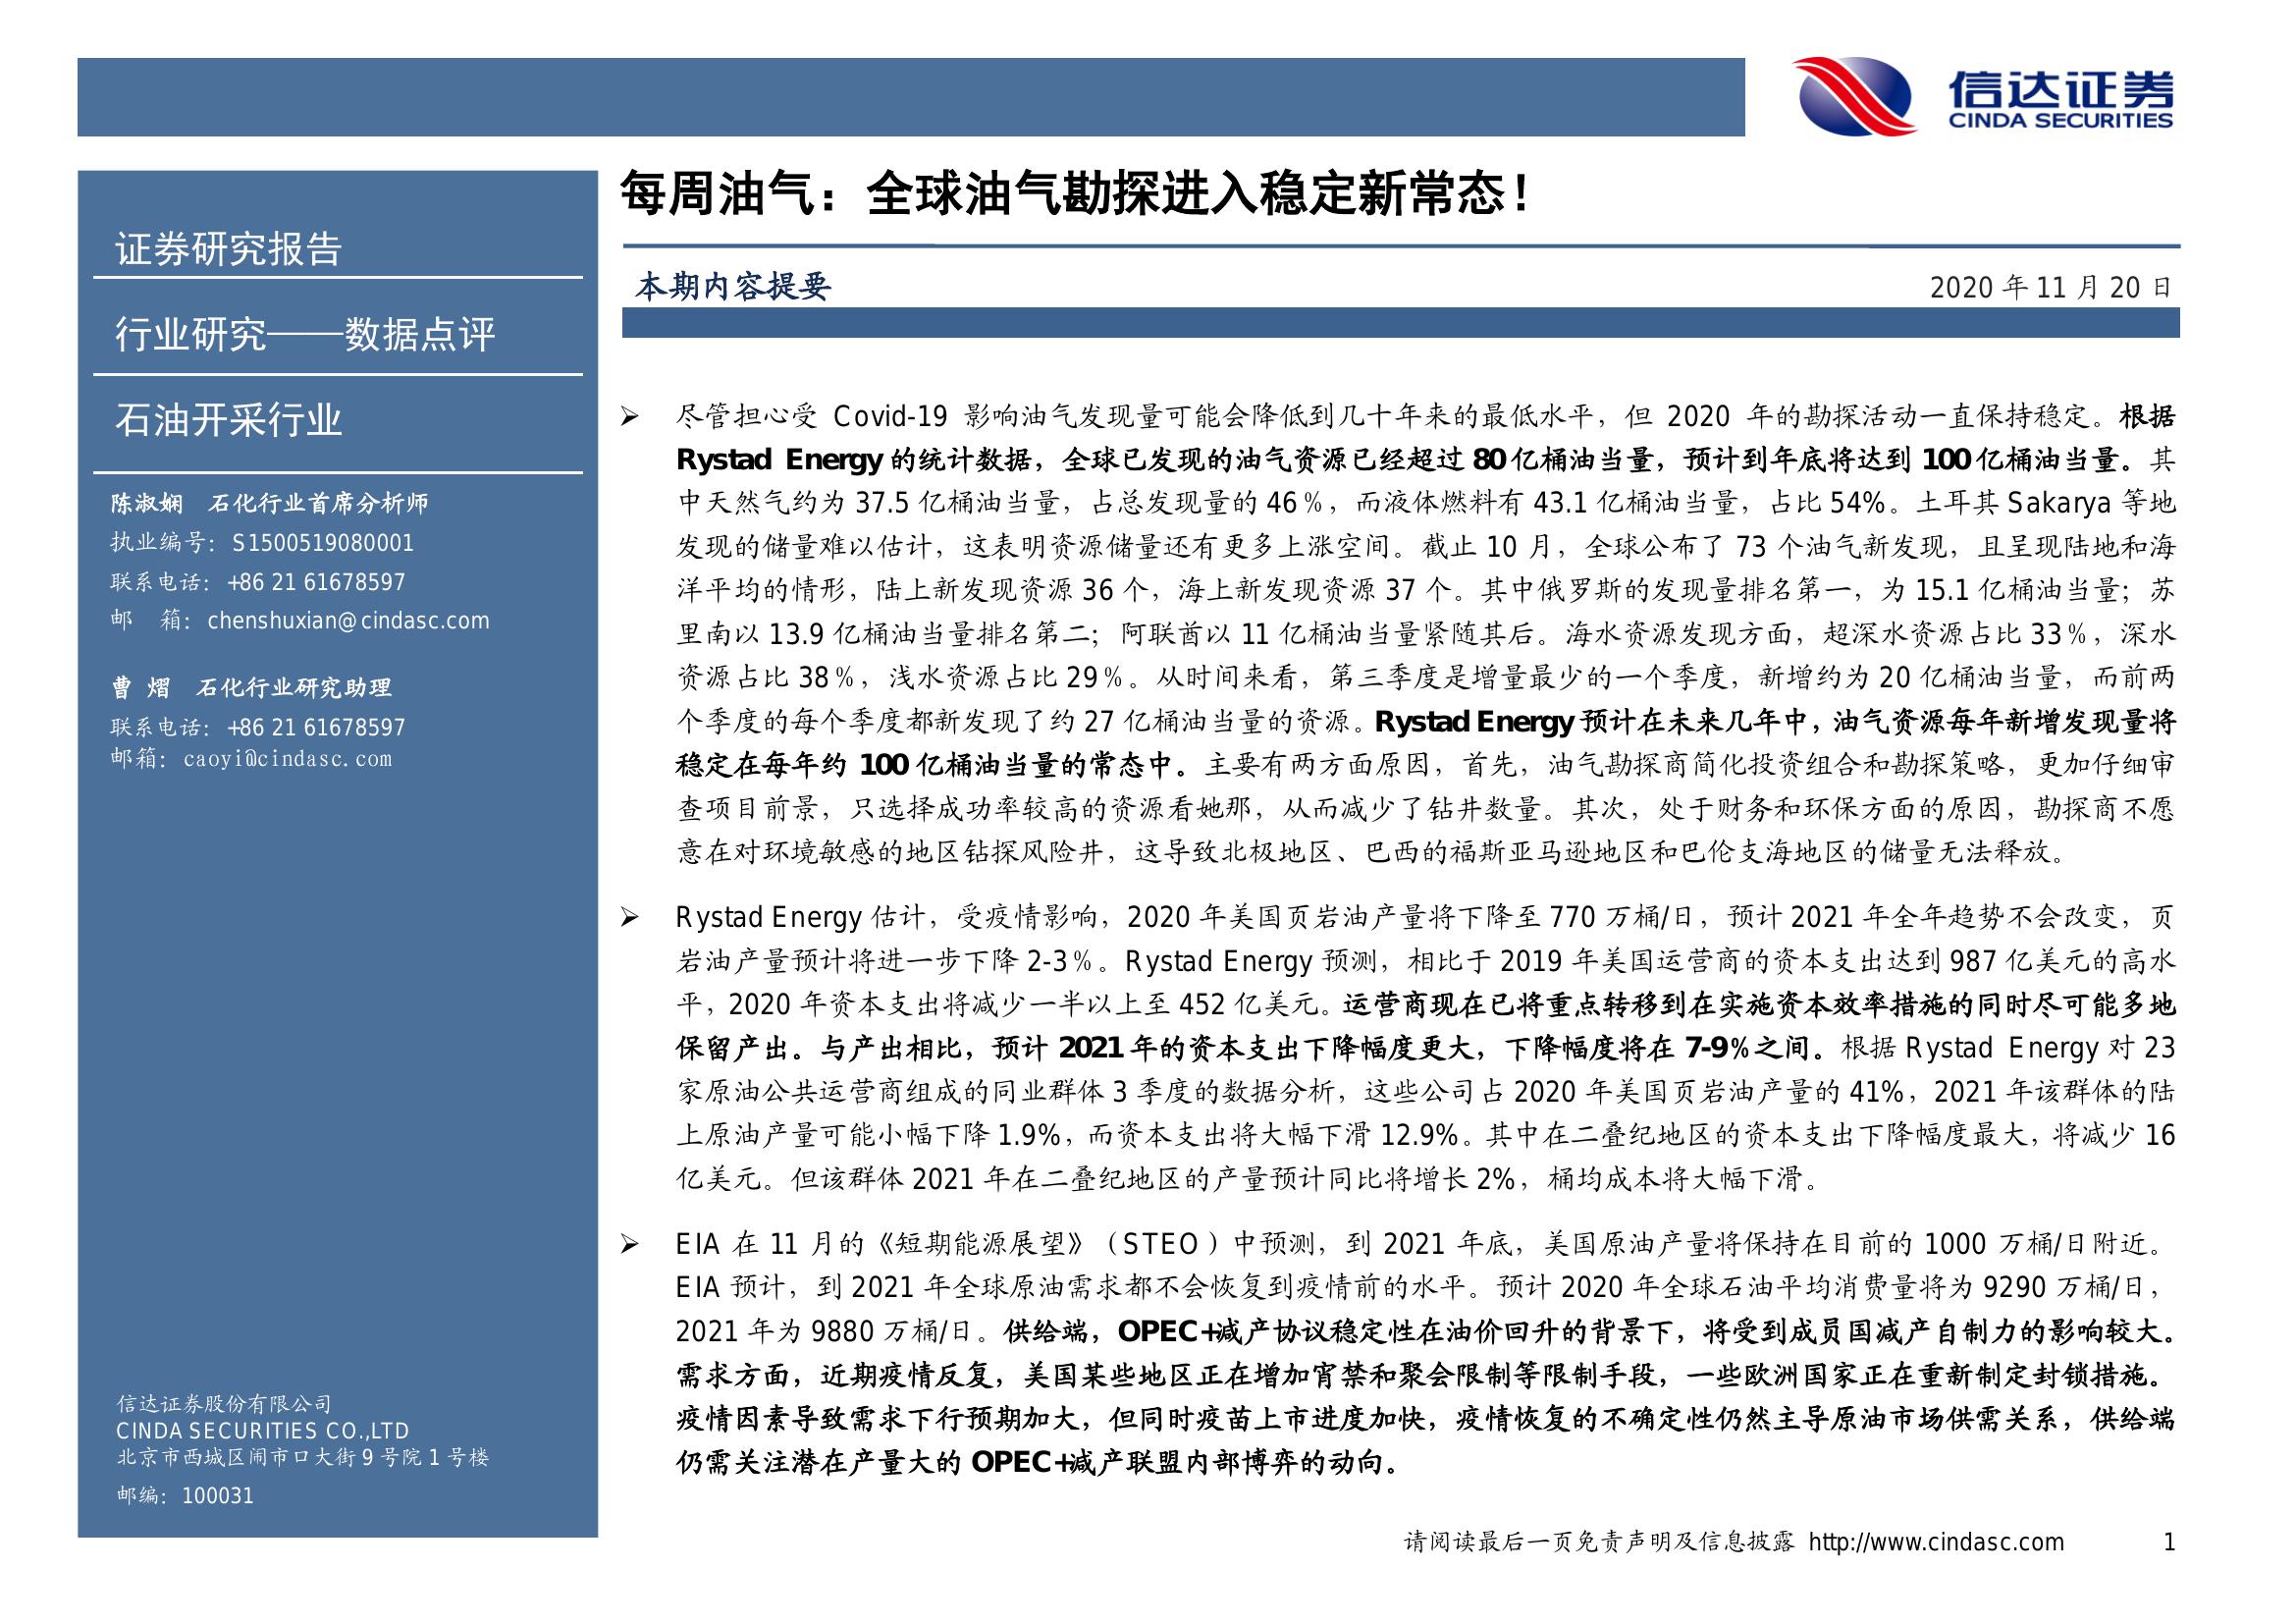 信达证券
CINDA SECURITIES
证券研究报告
行业研究——数据点评
石油开采行业
陈淑娴 石化行业首席分析师
执业编号：S1500519080001
联系电话：+86 21 61678597
邮 箱：chenshuxian@cindasc.com
曹 熠 石化行业研究助理
联系电话：+86 21 61678597
邮箱：caoyi@cindasc.com
信达证券股份有限公司
CINDA SECURITIES CO.,LTD
北京市西城区闹市口大街 9 号院 1 号楼
邮编：100031
每周油气：全球油气勘探进入稳定新常态！
本期内容提要
2020 年 11 月 20 日
➢ 尽管担心受 Covid-19 影响油气发现量可能会降低到几十年来的最低水平，但 2020 年的勘探活动一直保持稳定。根据
Rystad Energy 的统计数据，全球已发现的油气资源已经超过 80 亿桶油当量，预计到年底将达到 100 亿桶油当量。其
中天然气约为 37.5 亿桶油当量，占总发现量的 46％，而液体燃料有 43.1 亿桶油当量，占比 54%。土耳其 Sakarya 等地
发现的储量难以估计，这表明资源储量还有更多上涨空间。截止 10 月，全球公布了 73 个油气新发现，且呈现陆地和海
洋平均的情形，陆上新发现资源 36 个，海上新发现资源 37 个。其中俄罗斯的发现量排名第一，为 15.1 亿桶油当量；苏
里南以 13.9 亿桶油当量排名第二；阿联酋以 11 亿桶油当量紧随其后。海水资源发现方面，超深水资源占比 33％，深水
资源占比 38％，浅水资源占比 29％。从时间来看，第三季度是增量最少的一个季度，新增约为 20 亿桶油当量，而前两
个季度的每个季度都新发现了约 27 亿桶油当量的资源。Rystad Energy 预计在未来几年中，油气资源每年新增发现量将
稳定在每年约 100 亿桶油当量的常态中。主要有两方面原因，首先，油气勘探商简化投资组合和勘探策略，更加仔细审
查项目前景，只选择成功率较高的资源看她那，从而减少了钻井数量。其次，处于财务和环保方面的原因，勘探商不愿
意在对环境敏感的地区钻探风险井，这导致北极地区、巴西的福斯亚马逊地区和巴伦支海地区的储量无法释放。
➢ Rystad Energy 估计，受疫情影响，2020 年美国页岩油产量将下降至 770 万桶/日，预计 2021 年全年趋势不会改变，页
岩油产量预计将进一步下降 2-3％。Rystad Energy 预测，相比于 2019 年美国运营商的资本支出达到 987 亿美元的高水
平，2020 年资本支出将减少一半以上至 452 亿美元。运营商现在已将重点转移到在实施资本效率措施的同时尽可能多地
保留产出。与产出相比，预计 2021 年的资本支出下降幅度更大，下降幅度将在 7-9％之间。根据 Rystad Energy 对 23
家原油公共运营商组成的同业群体 3 季度的数据分析，这些公司占 2020 年美国页岩油产量的 41%，2021 年该群体的陆
上原油产量可能小幅下降 1.9%，而资本支出将大幅下滑 12.9%。其中在二叠纪地区的资本支出下降幅度最大，将减少 16
亿美元。但该群体 2021 年在二叠纪地区的产量预计同比将增长 2%，桶均成本将大幅下滑。
➢ EIA 在 11 月的《短期能源展望》（STEO）中预测，到 2021 年底，美国原油产量将保持在目前的 1000 万桶/日附近。
EIA 预计，到 2021 年全球原油需求都不会恢复到疫情前的水平。预计 2020 年全球石油平均消费量将为 9290 万桶/日，
2021 年为 9880 万桶/日。供给端，OPEC+减产协议稳定性在油价回升的背景下，将受到成员国减产自制力的影响较大。
需求方面，近期疫情反复，美国某些地区正在增加宵禁和聚会限制等限制手段，一些欧洲国家正在重新制定封锁措施。
疫情因素导致需求下行预期加大，但同时疫苗上市进度加快，疫情恢复的不确定性仍然主导原油市场供需关系，供给端
仍需关注潜在产量大的 OPEC+减产联盟内部博弈的动向。
请阅读最后一页免责声明及信息披露 http://www.cindasc.com 1